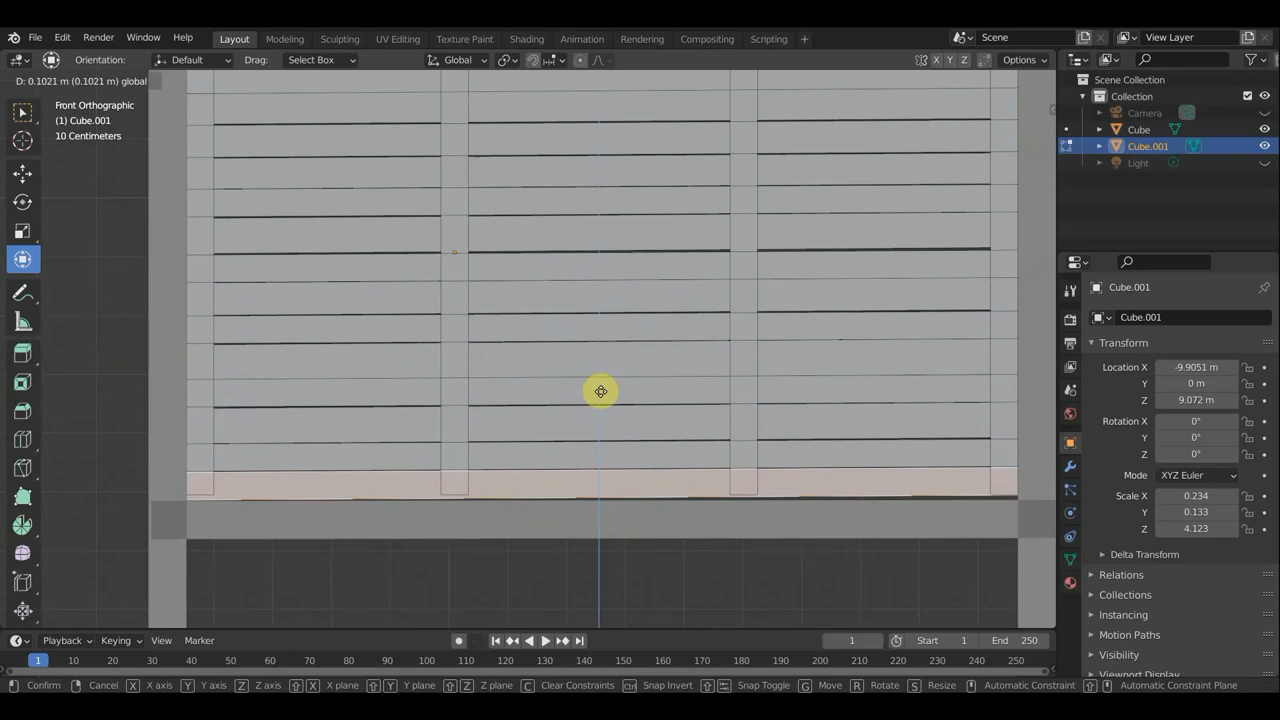 File Edit Render Window Help Layout Modeling Sculpting UV Editing Texture Paint Shading Animation Rendering Compositing Scripting + Scene View Layer
Orientation: Default Drag: Select Box Global X Y Z Options
D: 0.1021 m (0.1021 m) global
Front Orthographic
(1) Cube.001
10 Centimeters
Scene Collection
Collection
Camera
Cube
Cube.001
Light
Cube.001
Cube.001
Transform
Location X -9.9051 m
Y 0 m
Z 9.072 m
Rotation X 0°
Y 0°
Z 0°
Mode XYZ Euler
Scale X 0.234
Y 0.133
Z 4.123
Delta Transform
Relations
Collections
Instancing
Motion Paths
Visibility
Viewport Display
Playback Keying View Marker 1 Start 1 End 250
1 10 20 30 40 50 60 70 80 90 100 110 120 130 140 150 160 170 180 190 200 210 220 230 240 250
Confirm Cancel X X axis Y Y axis Z Z axis X X plane Y Y plane Z Z plane C Clear Constraints Ctrl Snap Invert Snap Toggle G Move R Rotate S Resize Automatic Constraint Automatic Constraint Plane